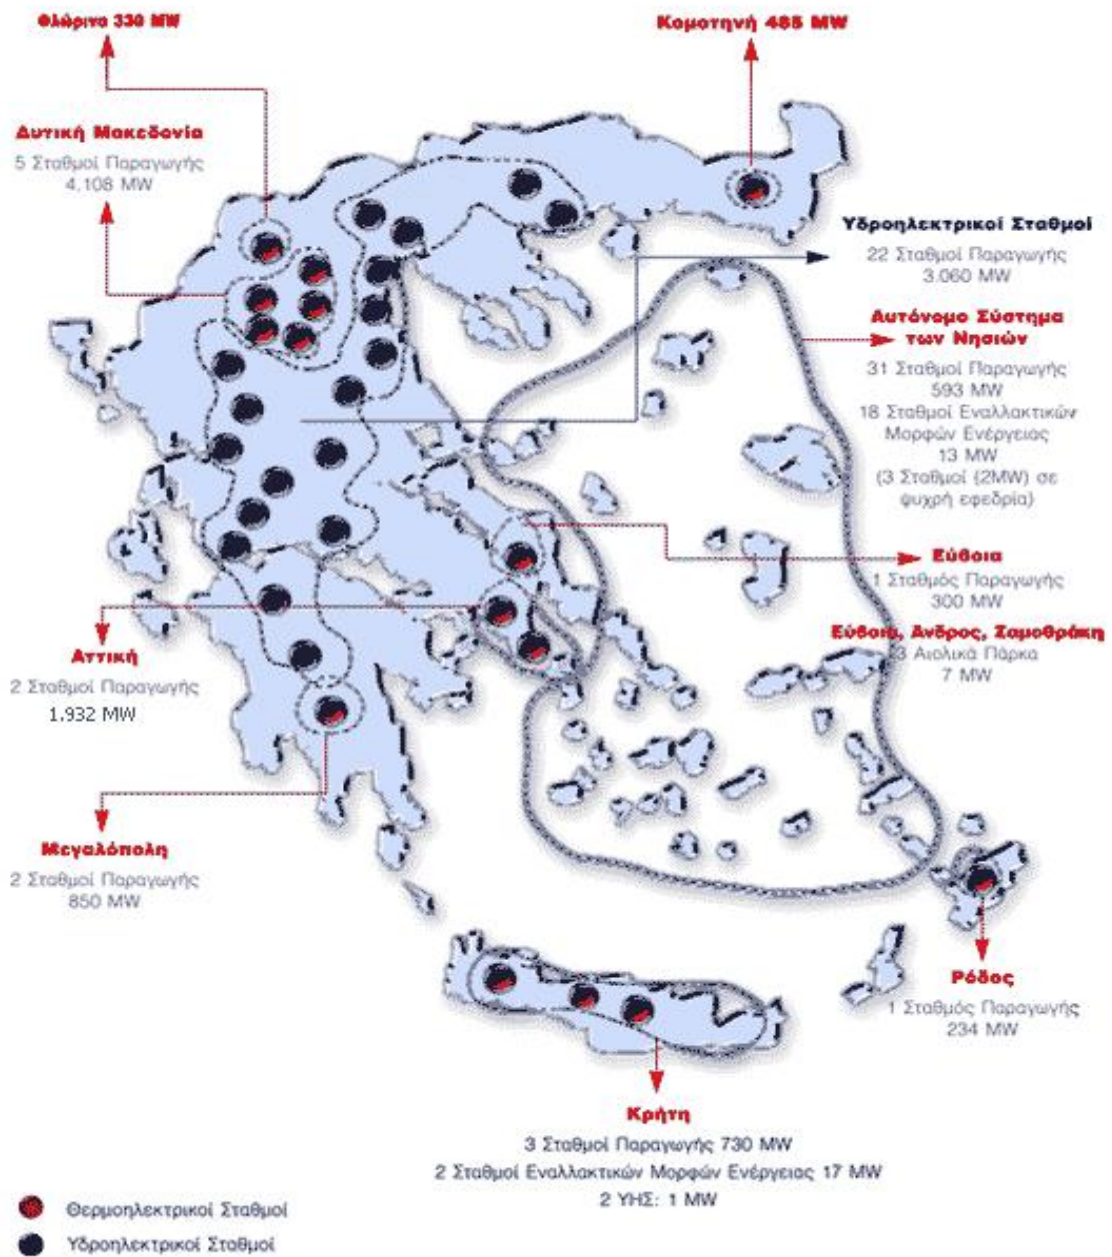 Φλώρινα 330 MW
Κομοτηνή 485 MW
Δυτική Μακεδονία
5 Σταθμοί Παραγωγής
4.108 MW
Υδροηλεκτρικοί Σταθμοί
22 Σταθμοί Παραγωγής
3.060 MW
Αυτόνομο Σύστημα
των Νησιών
31 Σταθμοί Παραγωγής
593 MW
18 Σταθμοί Εναλλακτικών
Μορφών Ενέργειας
13 MW
(3 Σταθμοί (2MW) σε
ψυχρή εφεδρία)
Εύβοια
1 Σταθμός Παραγωγής
300 MW
Εύβοια, Άνδρος, Σαμοθράκη
3 Αιολικά Πάρκα
7 MW
Αττική
2 Σταθμοί Παραγωγής
1.932 MW
Μεγαλόπολη
2 Σταθμοί Παραγωγής
850 MW
Ρόδος
1 Σταθμός Παραγωγής
234 MW
Κρήτη
3 Σταθμοί Παραγωγής 730 MW
2 Σταθμοί Εναλλακτικών Μορφών Ενέργειας 17 MW
2 ΥΗΣ: 1 MW
Θερμοηλεκτρικοί Σταθμοί
Υδροηλεκτρικοί Σταθμοί